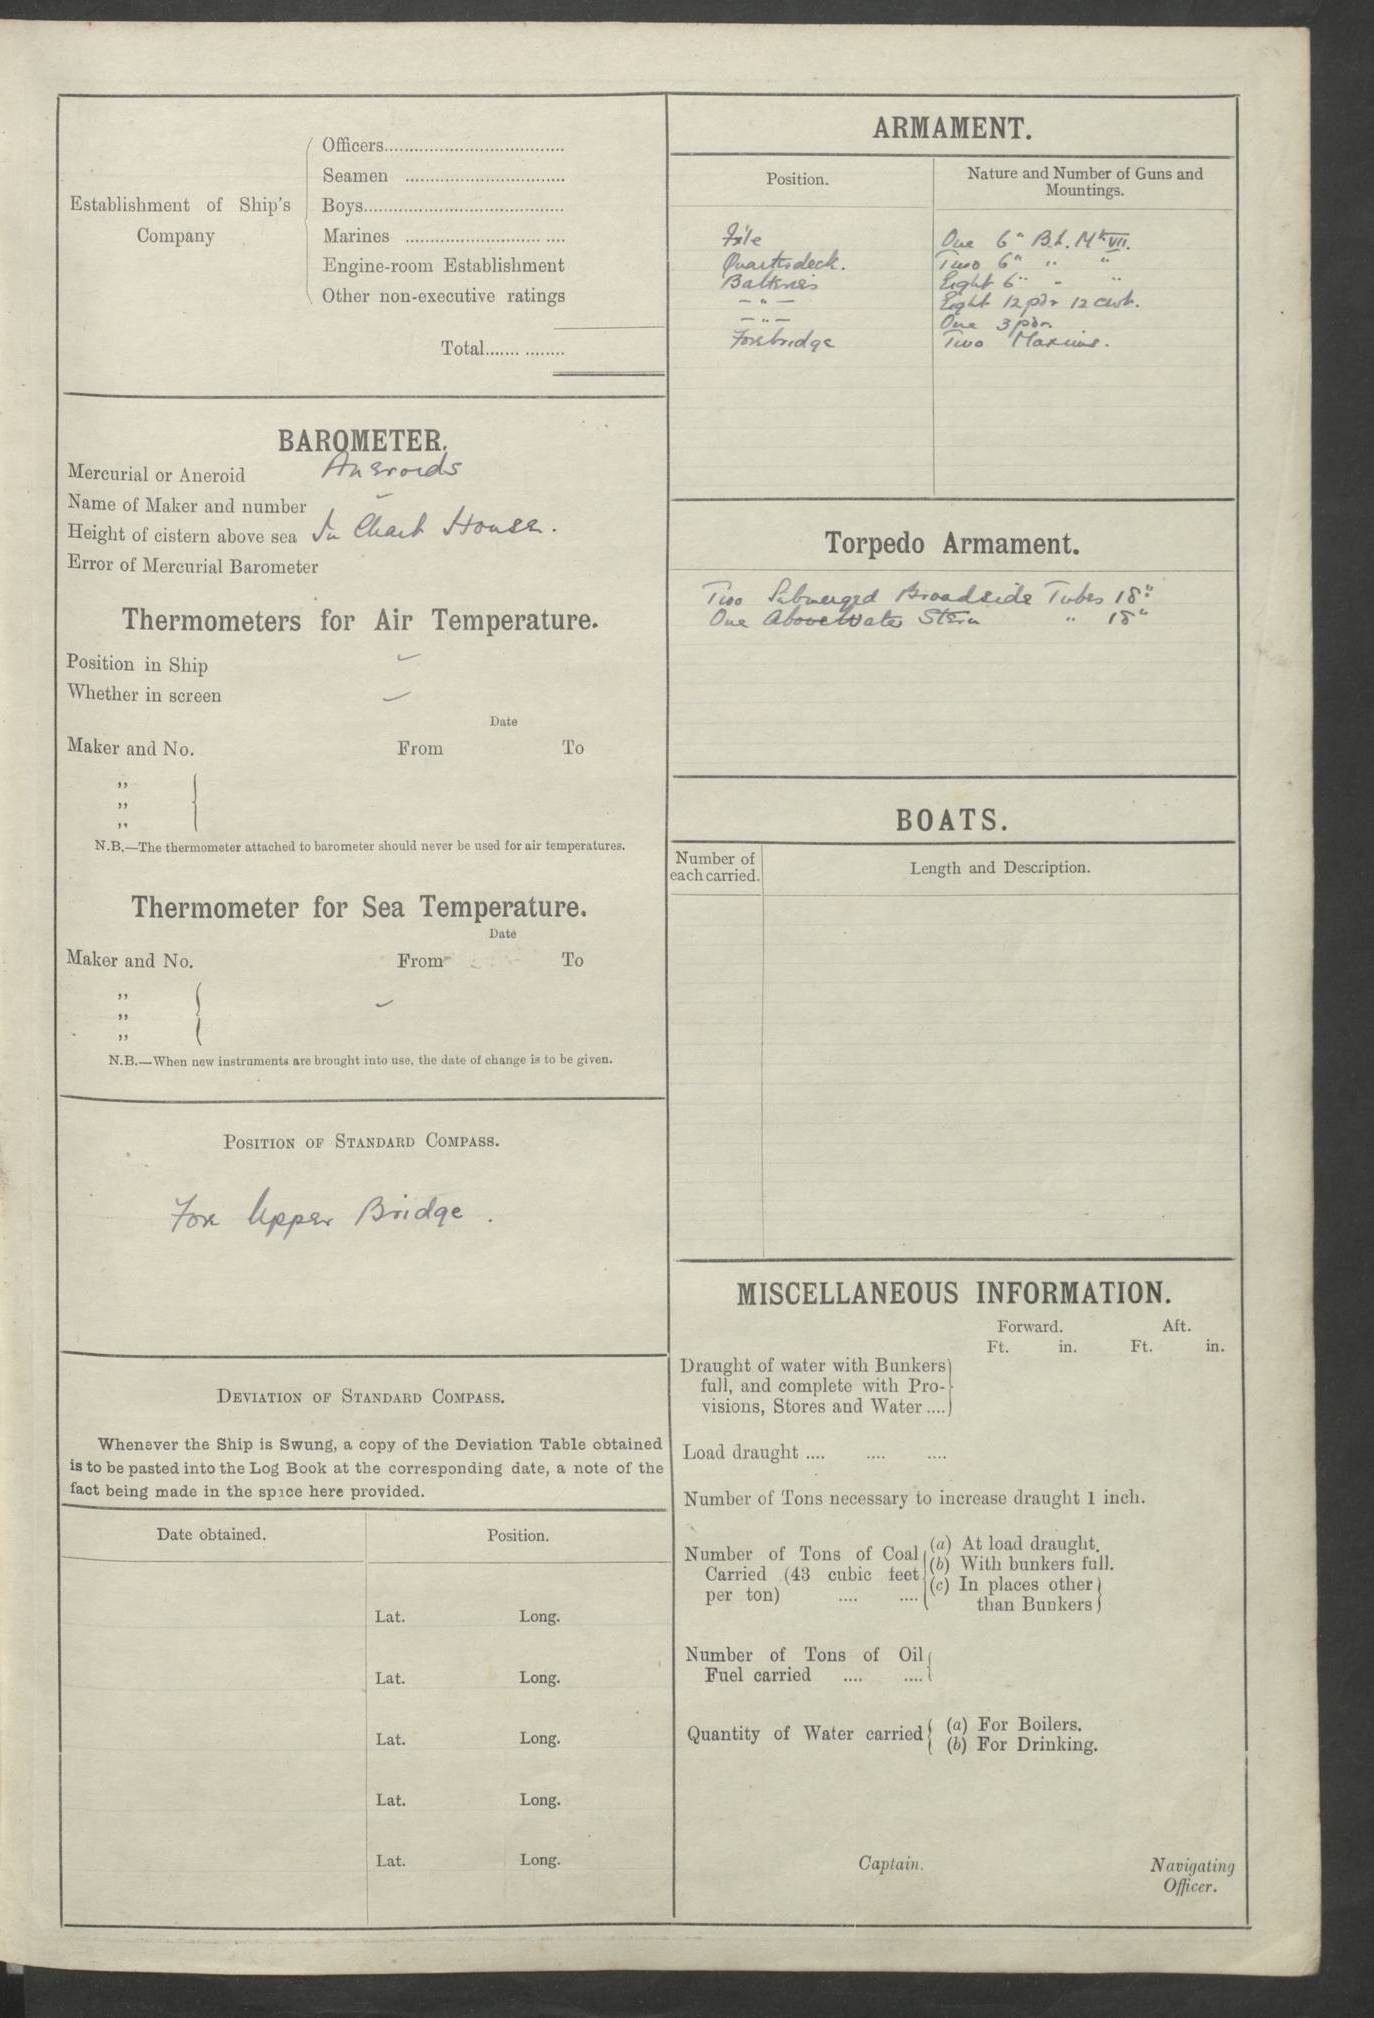 Establishment of Ship's
Company
Officers....................................
Seamen ................................
Boys........................................
Marines ........................... ....
Engine-room Establishment
Other non-executive ratings
Total....... ........
BAROMETER.
Mercurial or Aneroid Aneroids
Name of Maker and number
Height of cistern above sea In Chart House.
Error of Mercurial Barometer
Thermometers for Air Temperature.
Position in Ship
Whether in screen
Date
Maker and No. From To
"
"
"
N.B.—The thermometer attached to barometer should never be used for air temperatures.
Thermometer for Sea Temperature.
Date
Maker and No. From To
"
"
"
N.B.—When new instruments are brought into use, the date of change is to be given.
POSITION OF STANDARD COMPASS.
Fore Upper Bridge.
DEVIATION OF STANDARD COMPASS.
Whenever the Ship is Swung, a copy of the Deviation Table obtained
is to be pasted into the Log Book at the corresponding date, a note of the
fact being made in the space here provided.
Date obtained. Position.
Lat. Long.
Lat. Long.
Lat. Long.
Lat. Long.
Lat. Long.
ARMAMENT.
Position. Nature and Number of Guns and
Mountings.
Fx'le One 6" B.L. Mk VII.
Quarterdeck. Two 6" " "
Batteries Eight 6" " "
— " — Eight 12 pdr 12 cwt.
— " — One 3 pdr.
Forebridge Two Maxims.
Torpedo Armament.
Two Submerged Broadside Tubes 18"
One Above Water Stern " 18"
BOATS.
Number of
each carried. Length and Description.
MISCELLANEOUS INFORMATION.
Forward. Aft.
Ft. in. Ft. in.
Draught of water with Bunkers
full, and complete with Pro-
visions, Stores and Water ....
Load draught .... .... ....
Number of Tons necessary to increase draught 1 inch.
Number of Tons of Coal
Carried (43 cubic feet
per ton) .... ....
(a) At load draught.
(b) With bunkers full.
(c) In places other
than Bunkers
Number of Tons of Oil
Fuel carried .... ....
Quantity of Water carried
(a) For Boilers.
(b) For Drinking.
Captain. Navigating
Officer.